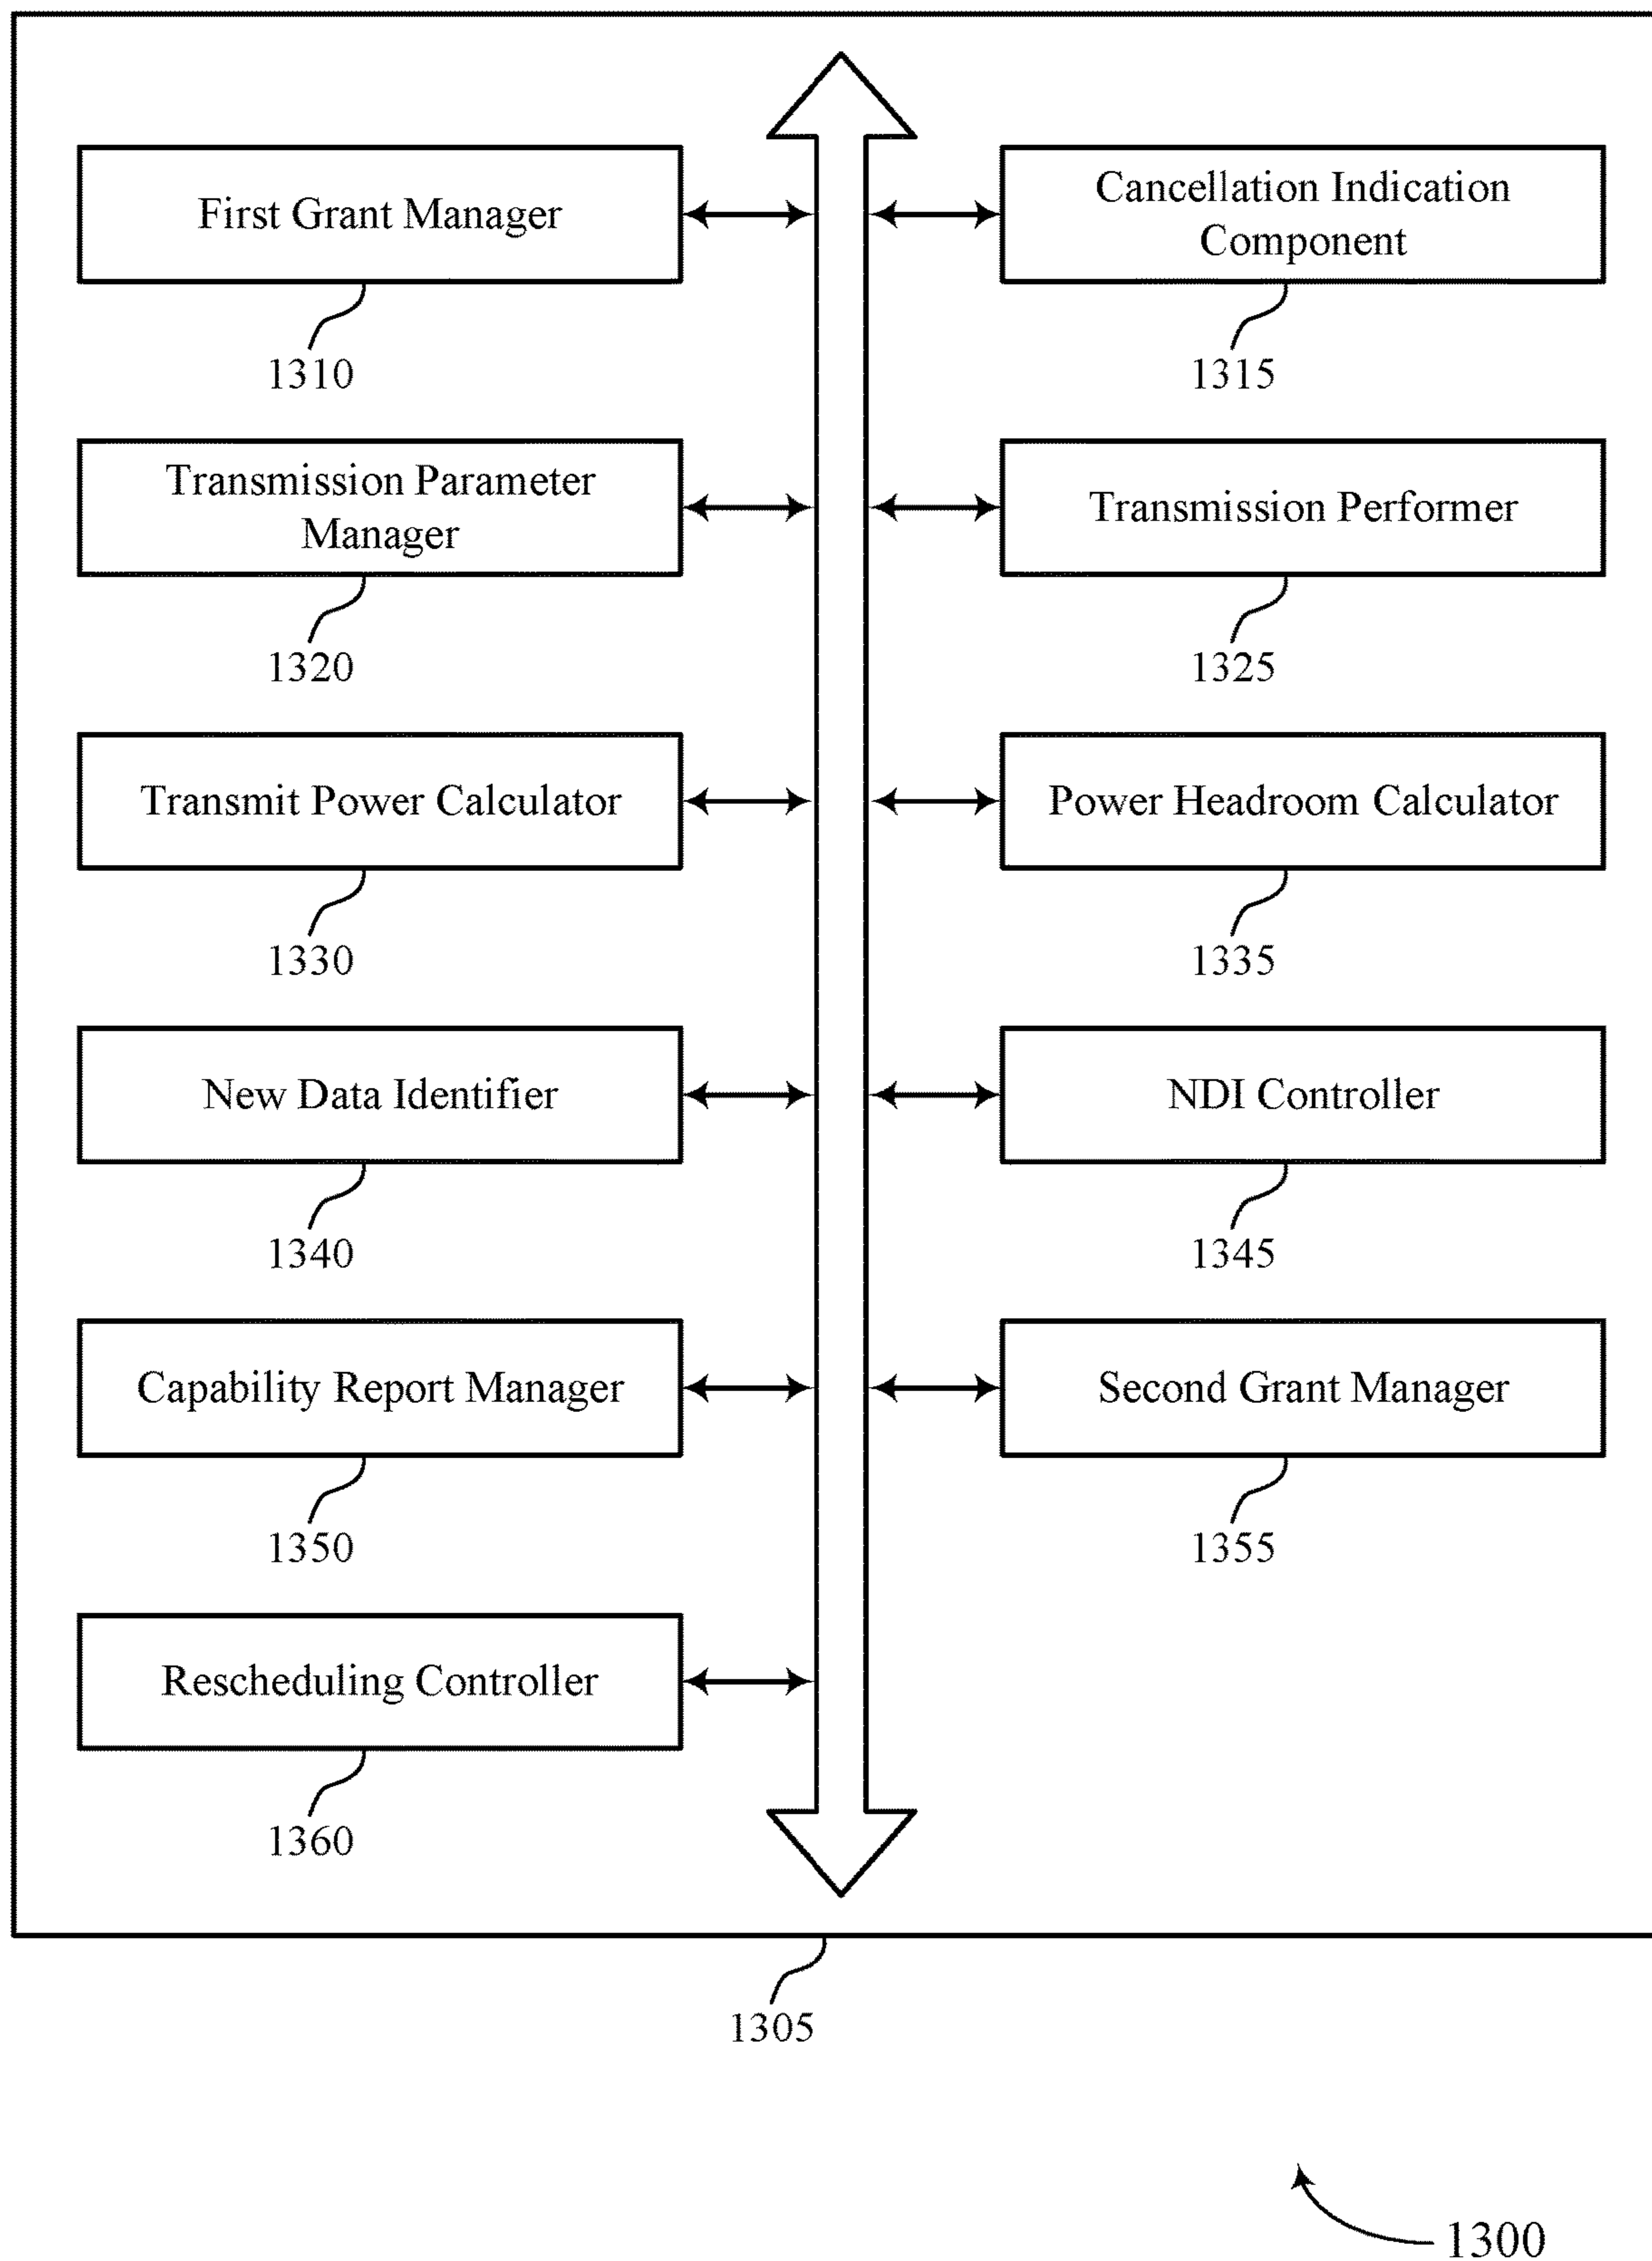 First Grant Manager
1310
Cancellation Indication
Component
1315
Transmission Parameter
Manager
1320
Transmission Performer
1325
Transmit Power Calculator
1330
Power Headroom Calculator
1335
New Data Identifier
1340
NDI Controller
1345
Capability Report Manager
1350
Second Grant Manager
1355
Rescheduling Controller
1360
1305
1300